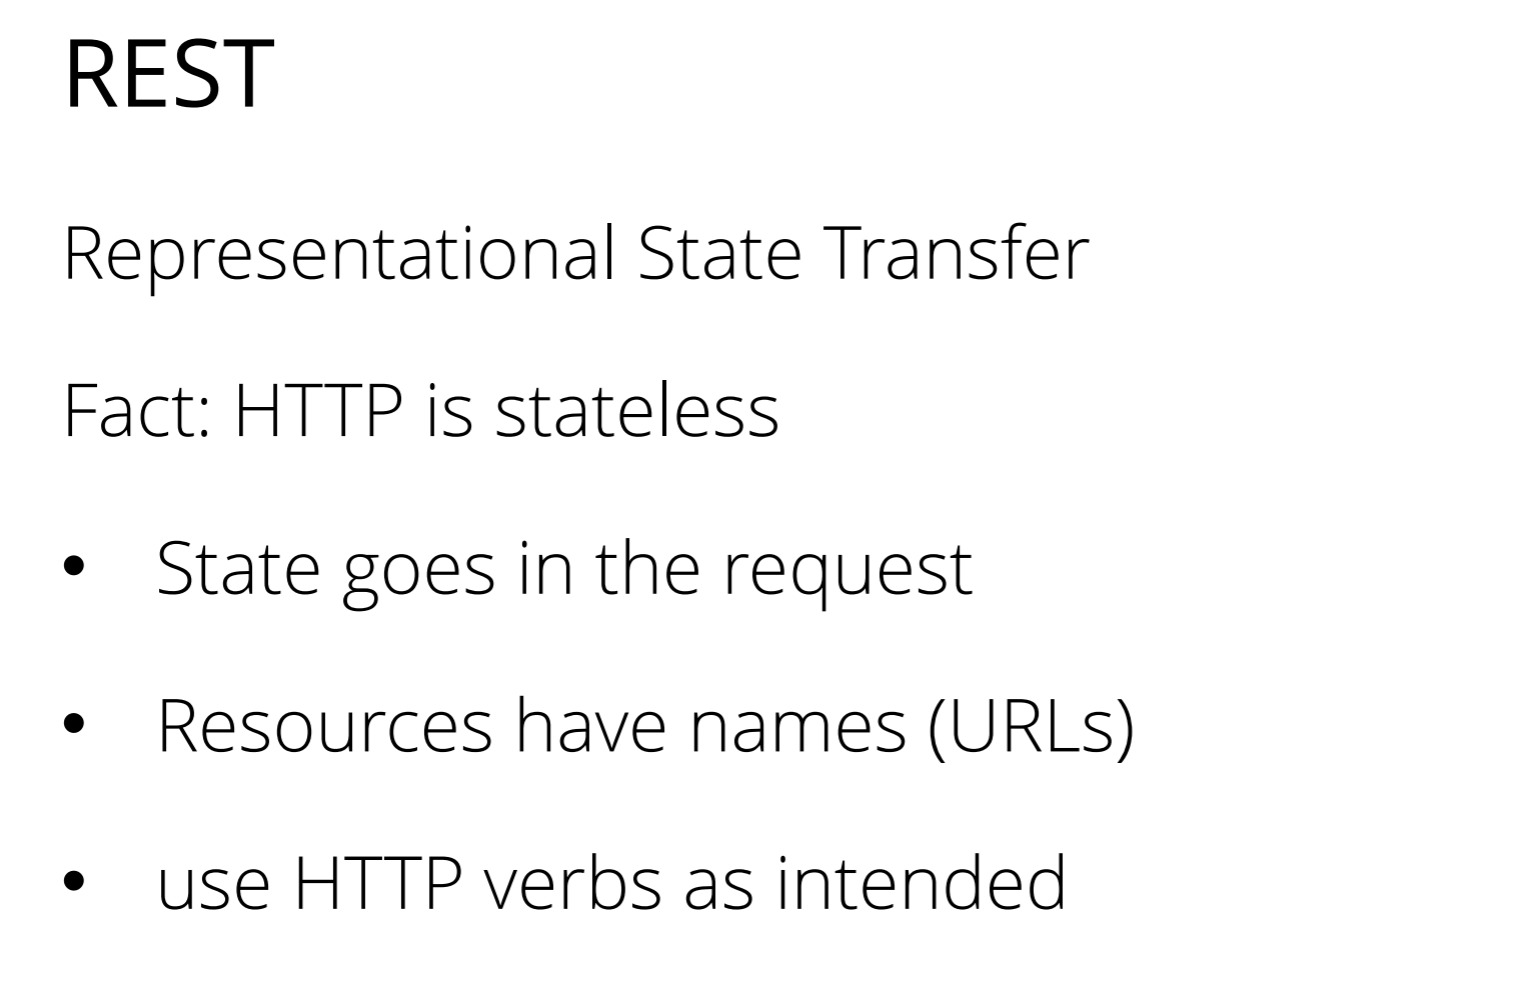 REST
Representational State Transfer
Fact: HTTP is stateless
• State goes in the request
• Resources have names (URLs)
• use HTTP verbs as intended